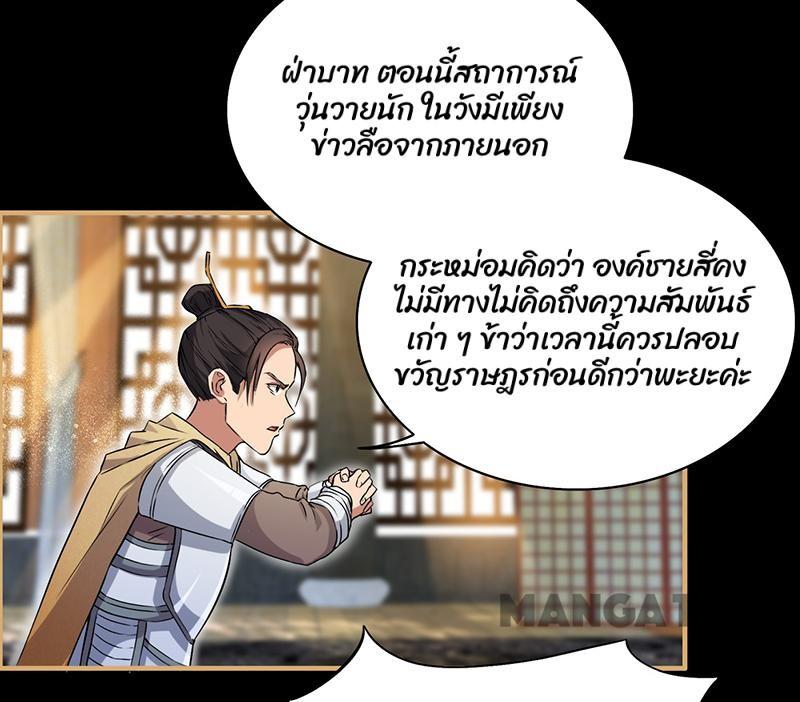 ฝ่าบาท ตอนนี้สถาการณ์
วุ่นวายนัก ในวังมีเพียง
ข่าวลือจากภายนอก
กระหม่อมคิดว่า องค์ชายสี่คง
ไม่มีทางไม่คิดถึงความสัมพันธ์
เก่า ๆ ข้าว่าเวลานี้ควรปลอบ
ขวัญราษฎรก่อนดีกว่าพะยะค่ะ
MANGA1